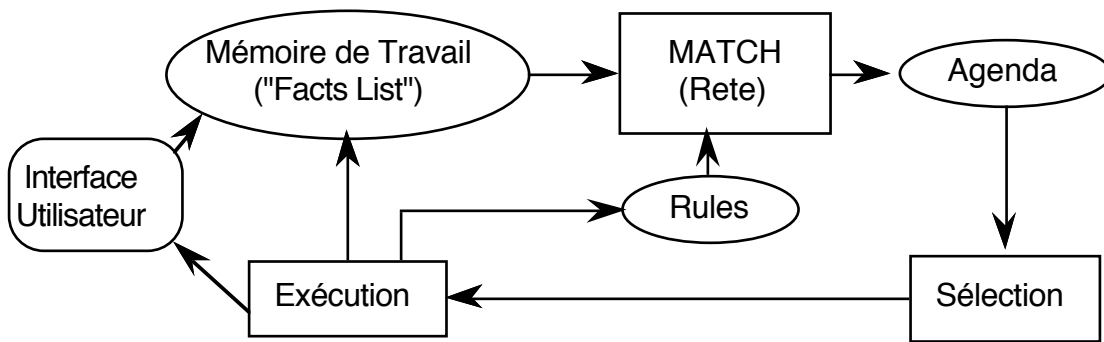 Mémoire de Travail
("Facts List")
MATCH
(Rete)
Agenda
Interface
Utilisateur
Rules
Exécution
Sélection